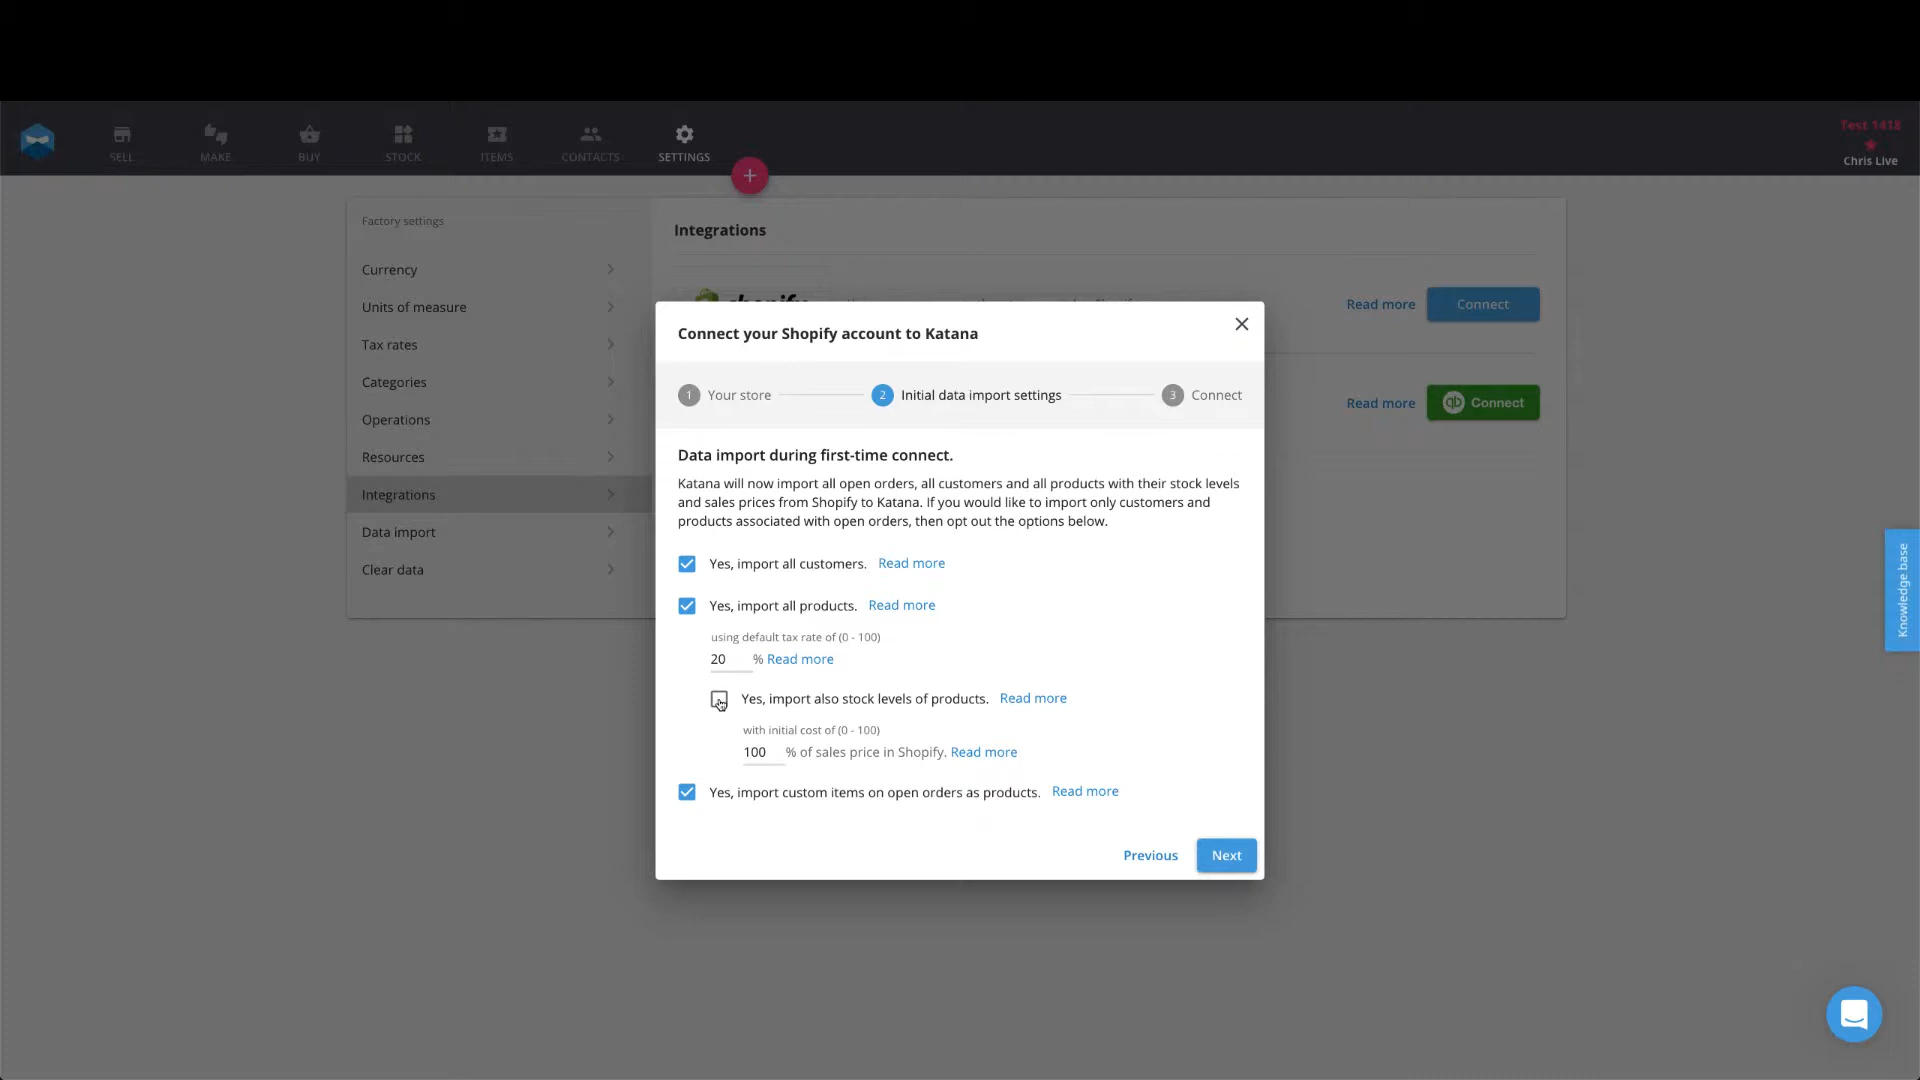 SELL
MAKE
BUY
STOCK
ITEMS
CONTACTS
SETTINGS
+
Test 1418
Chris Live
Factory settings
Currency
Units of measure
Tax rates
Categories
Operations
Resources
Integrations
Data import
Clear data
Integrations
shopify
Read more
Connect
Read more
qb Connect
Connect your Shopify account to Katana
1 Your store
2 Initial data import settings
3 Connect
Data import during first-time connect.
Katana will now import all open orders, all customers and all products with their stock levels
and sales prices from Shopify to Katana. If you would like to import only customers and
products associated with open orders, then opt out the options below.
Yes, import all customers. Read more
Yes, import all products. Read more
using default tax rate of (0 - 100)
20 % Read more
Yes, import also stock levels of products. Read more
with initial cost of (0 - 100)
100 % of sales price in Shopify. Read more
Yes, import custom items on open orders as products. Read more
Previous
Next
Knowledge base